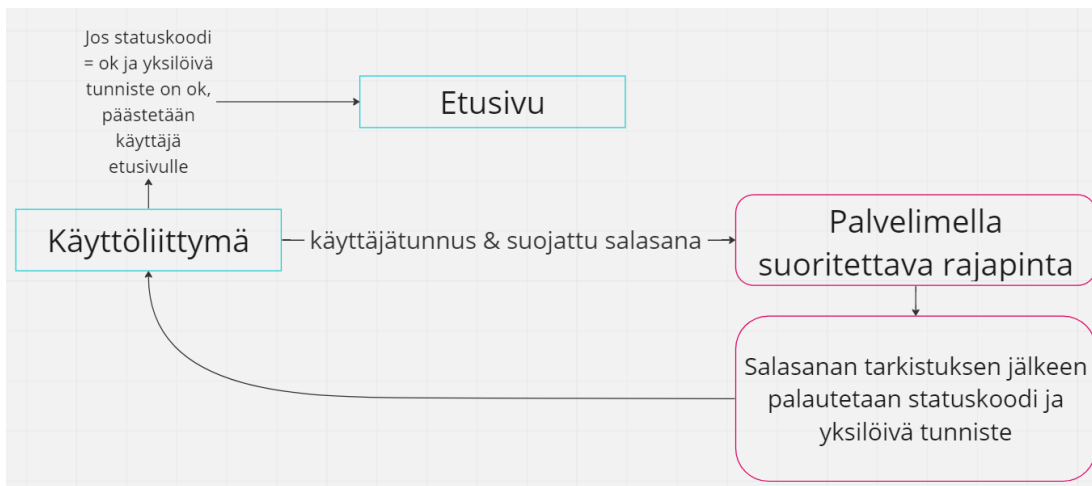 Jos statuskoodi
= ok ja yksilöivä
tunniste on ok,
päästetään
käyttäjä
etusivulle
Etusivu
Käyttöliittymä
käyttäjätunnus & suojattu salasana
Palvelimella
suoritettava rajapinta
Salasanan tarkistuksen jälkeen
palautetaan statuskoodi ja
yksilöivä tunniste